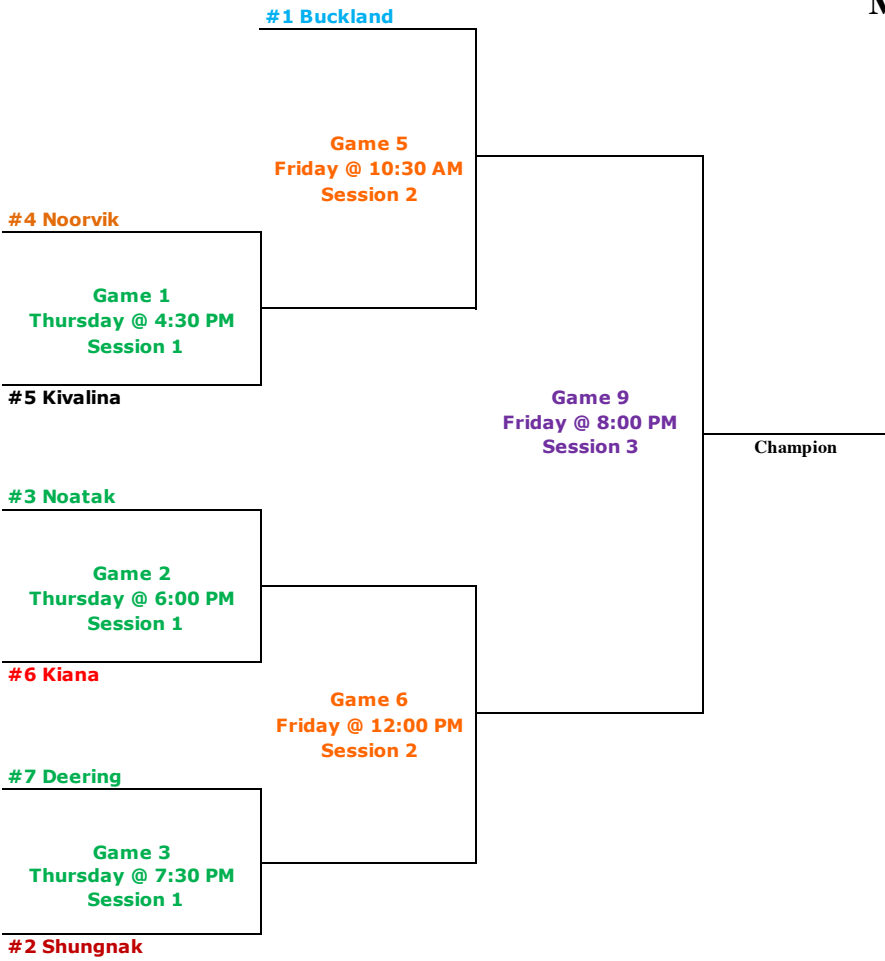 #1 Buckland
Game 5
Friday @ 10:30 AM
Session 2
#4 Noorvik
Game 1
Thursday @ 4:30 PM
Session 1
#5 Kivalina
Game 9
Friday @ 8:00 PM
Session 3
Champion
#3 Noatak
Game 2
Thursday @ 6:00 PM
Session 1
#6 Kiana
Game 6
Friday @ 12:00 PM
Session 2
#7 Deering
Game 3
Thursday @ 7:30 PM
Session 1
#2 Shungnak